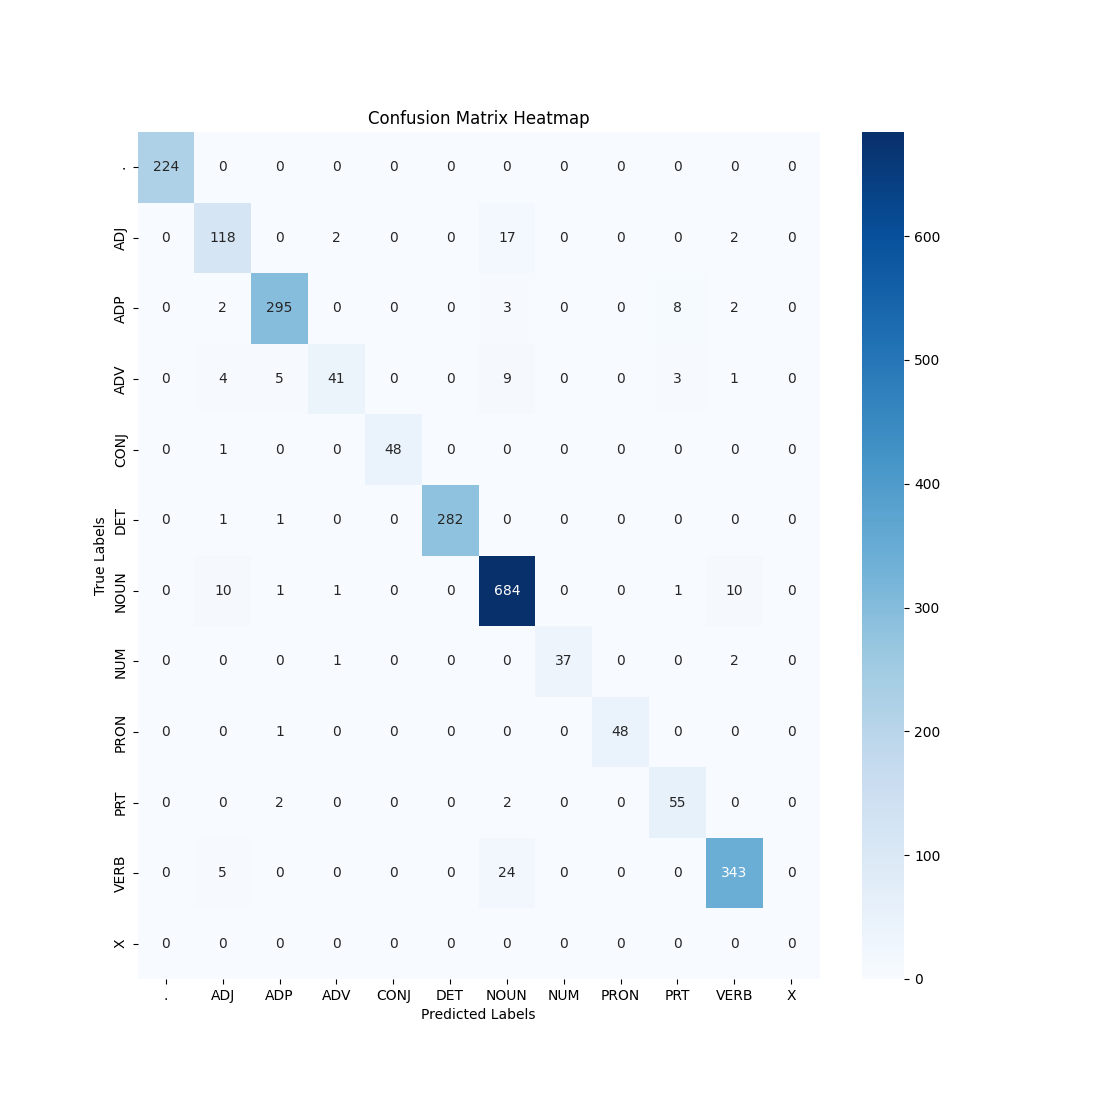 Confusion Matrix Heatmap
. 224 0 0 0 0 0 0 0 0 0 0 0
ADJ 0 118 0 2 0 0 17 0 0 0 2 0
ADP 0 2 295 0 0 0 3 0 0 8 2 0
ADV 0 4 5 41 0 0 9 0 0 3 1 0
CONJ 0 1 0 0 48 0 0 0 0 0 0 0
DET 0 1 1 0 0 282 0 0 0 0 0 0
NOUN 0 10 1 1 0 0 684 0 0 1 10 0
NUM 0 0 0 1 0 0 0 37 0 0 2 0
PRON 0 0 1 0 0 0 0 0 48 0 0 0
PRT 0 0 2 0 0 0 2 0 0 55 0 0
VERB 0 5 0 0 0 0 24 0 0 0 343 0
X 0 0 0 0 0 0 0 0 0 0 0 0
. ADJ ADP ADV CONJ DET NOUN NUM PRON PRT VERB X
Predicted Labels
True Labels
600
500
400
300
200
100
0